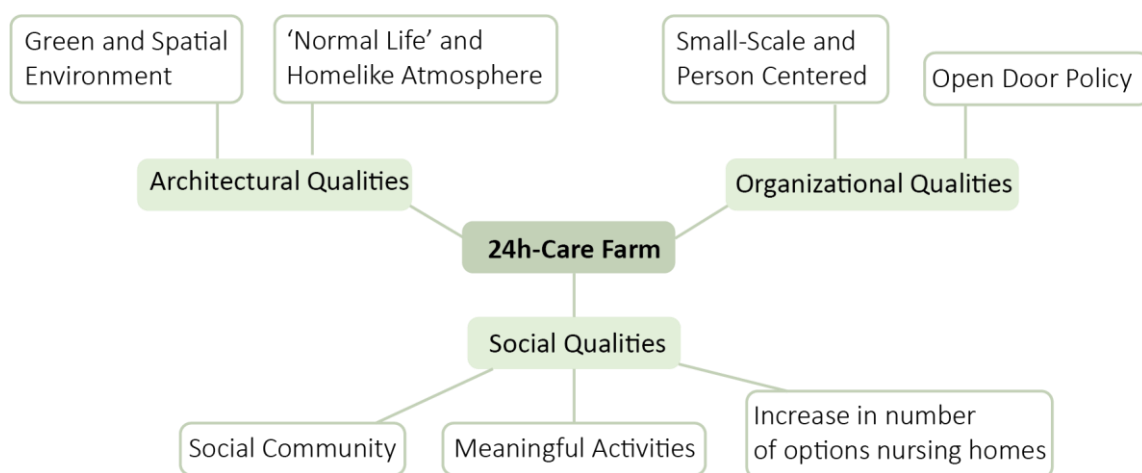 Green and Spatial
Environment
‘Normal Life’ and
Homelike Atmosphere
Small-Scale and
Person Centered
Open Door Policy
Architectural Qualities
Organizational Qualities
24h-Care Farm
Social Qualities
Social Community
Meaningful Activities
Increase in number
of options nursing homes